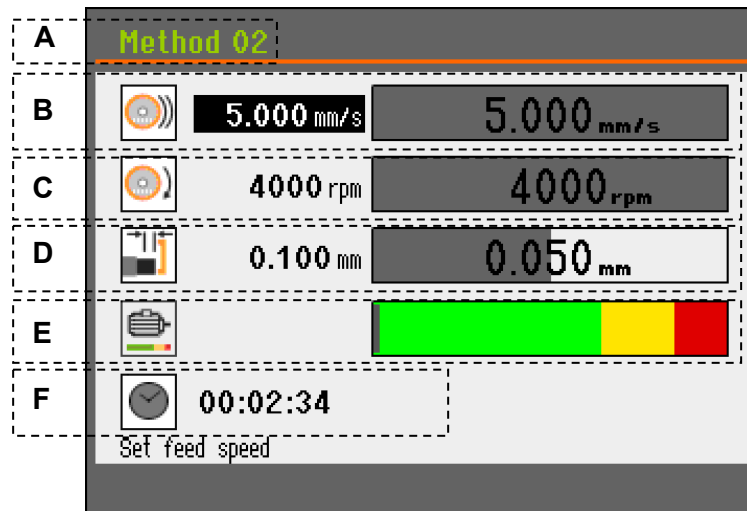 A Method 02
B 5.000 mm/s 5.000 mm/s
C 4000 rpm 4000 rpm
D 0.100 mm 0.050 mm
E
F 00:02:34
Set feed speed